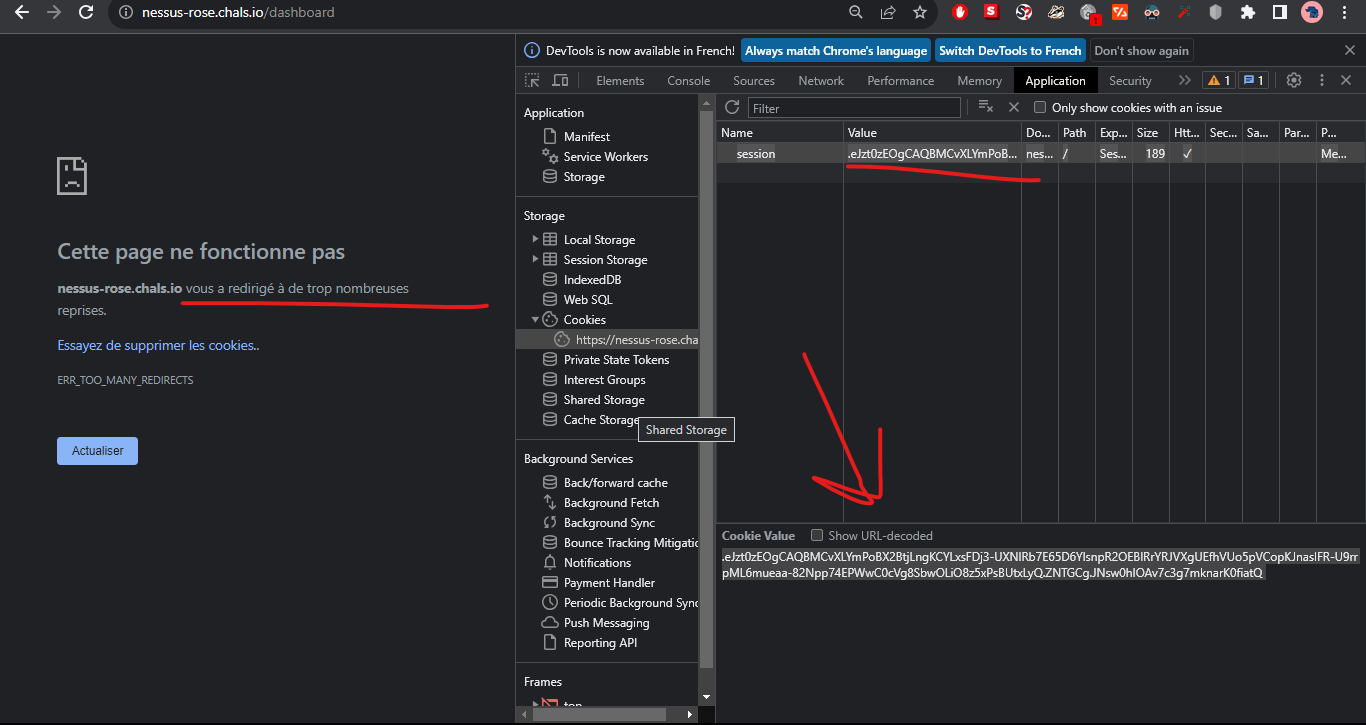 nessus-rose.chals.io/dashboard
1
DevTools is now available in French! Always match Chrome's language Switch DevTools to French Don't show again
Elements Console Sources Network Performance Memory Application Security 1 1
Filter Only show cookies with an issue
Name Value Do... Path Exp... Size Htt... Sec... Sa... Par... P...
session .eJzt0zEOgCAQBMCvXLYmPoB... nes... / Ses... 189 ✓ Me...
Cette page ne fonctionne pas
nessus-rose.chals.io vous a redirigé à de trop nombreuses
reprises.
Essayez de supprimer les cookies..
ERR_TOO_MANY_REDIRECTS
Actualiser
Application
Manifest
Service Workers
Storage
Storage
Local Storage
Session Storage
IndexedDB
Web SQL
Cookies
https://nessus-rose.cha
Private State Tokens
Interest Groups
Shared Storage
Cache Storage
Shared Storage
Background Services
Back/forward cache
Background Fetch
Background Sync
Bounce Tracking Mitigatio
Notifications
Payment Handler
Periodic Background Sync
Push Messaging
Reporting API
Frames
top
Cookie Value Show URL-decoded